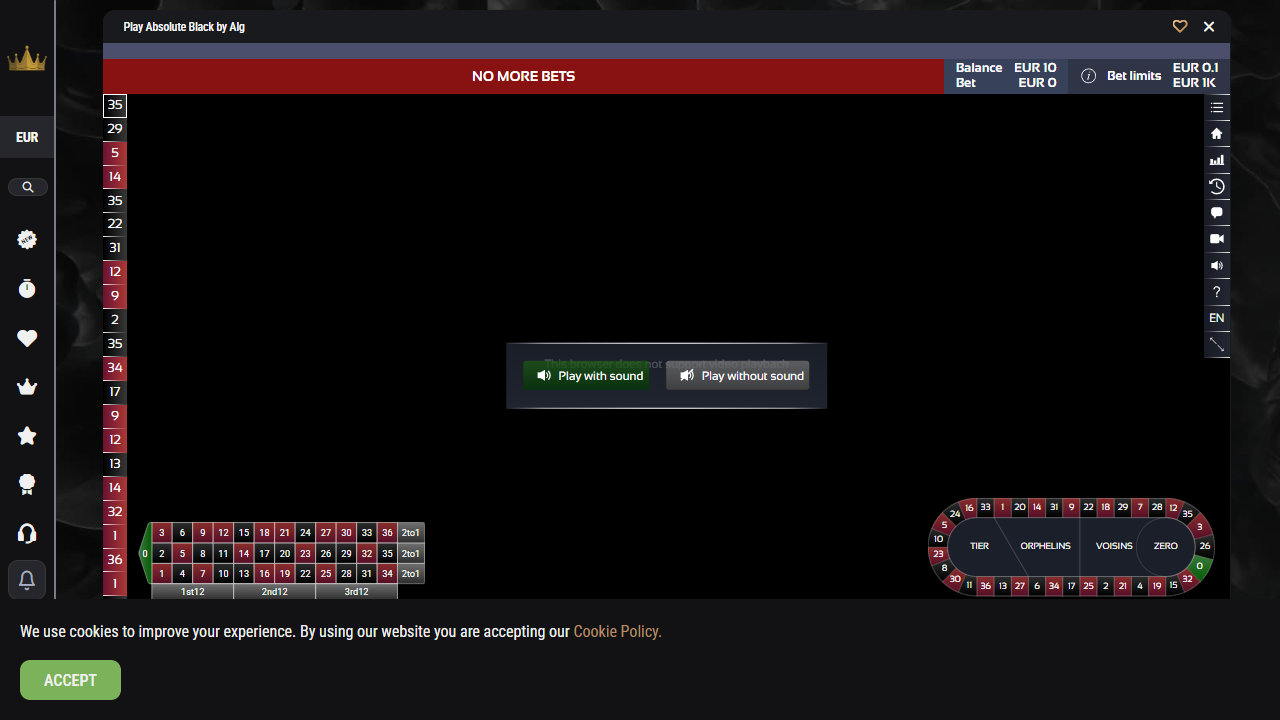 Play Absolute Black by Alg
NO MORE BETS
Balance EUR 10
Bet EUR 0
Bet limits EUR 0.1
EUR 1K
EUR
NEW
35
29
5
14
35
22
31
12
9
2
35
34
17
9
12
13
14
32
1
36
1
EN
This browser does not support video playback
Play with sound
Play without sound
3 6 9 12 15 18 21 24 27 30 33 36 2to1
0 2 5 8 11 14 17 20 23 26 29 32 35 2to1
1 4 7 10 13 16 19 22 25 28 31 34 2to1
1st12 2nd12 3rd12
5 24 16 33 1 20 14 31 9 22 18 29 7 28 12 35 3
10 TIER ORPHELINS VOISINS ZERO 26
23 8 30 11 36 13 27 6 34 17 25 2 21 4 19 15 32 0
We use cookies to improve your experience. By using our website you are accepting our Cookie Policy.
ACCEPT